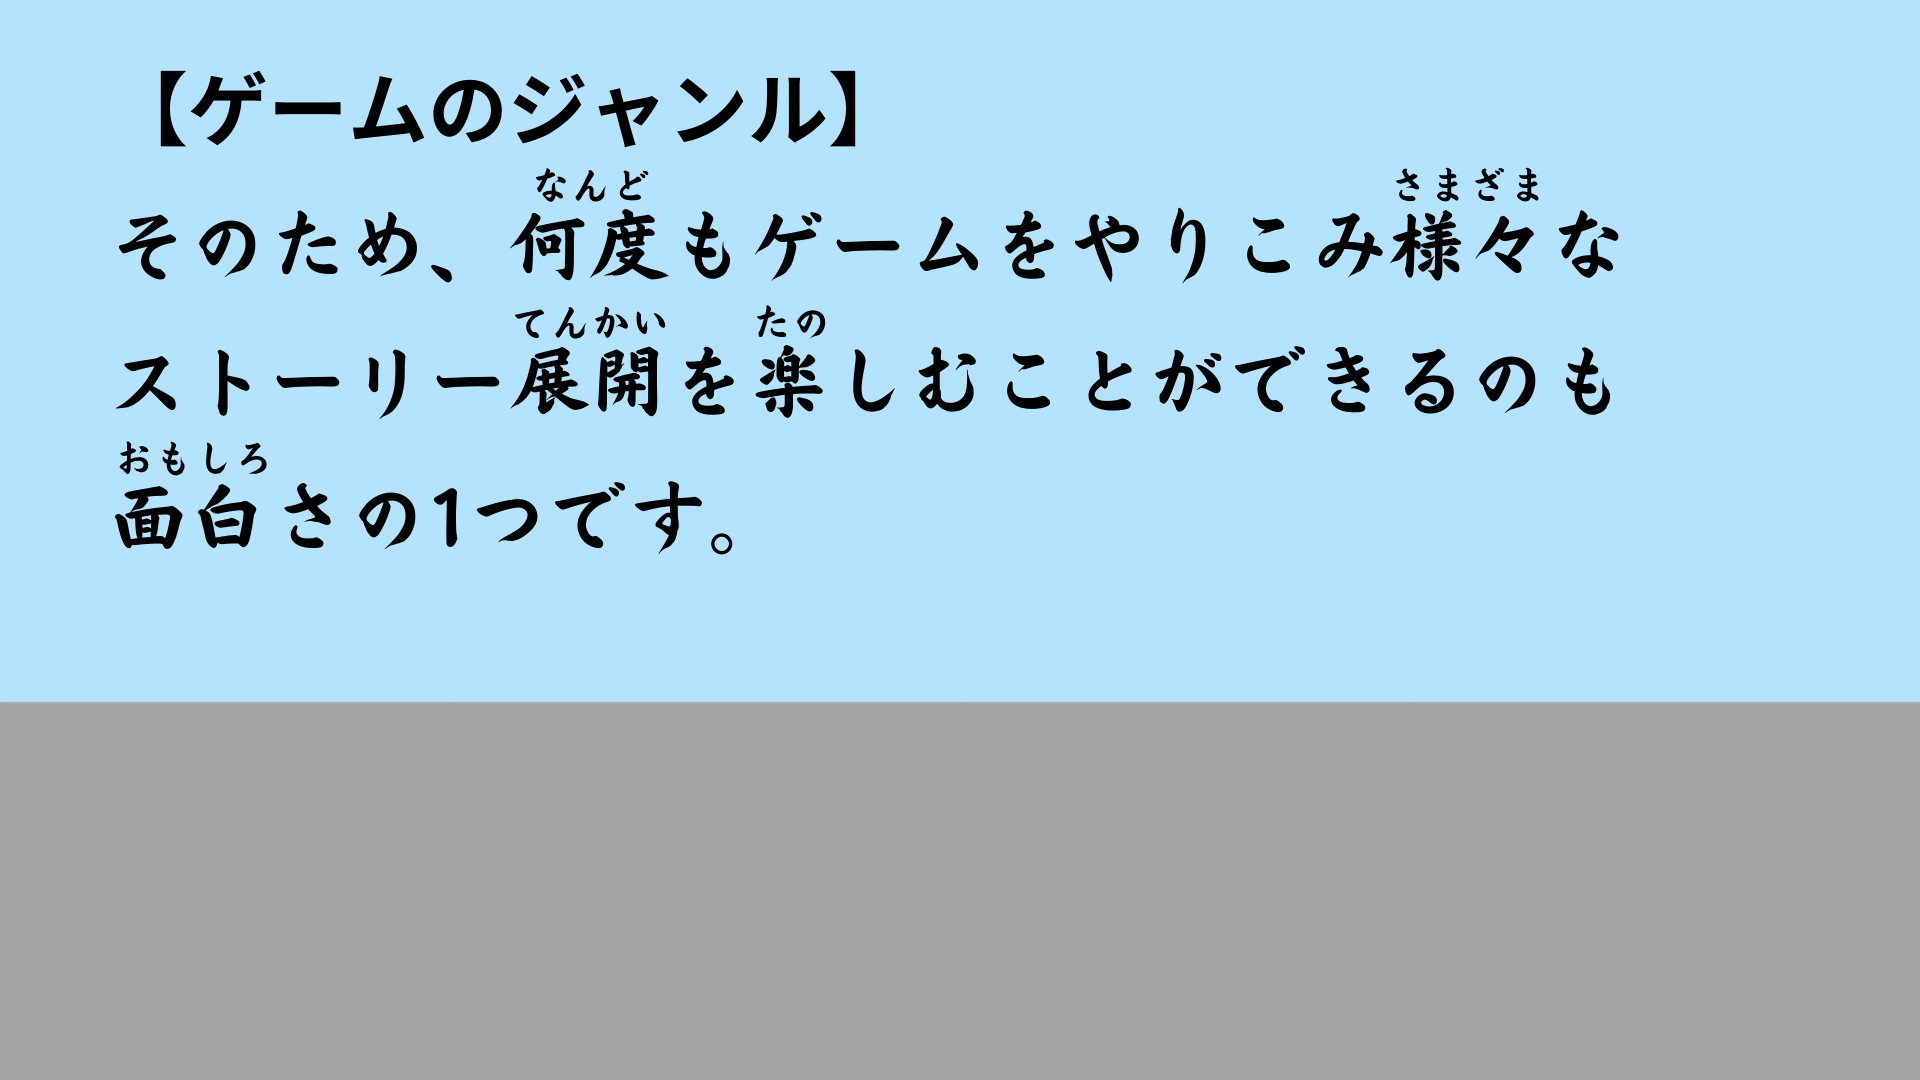 【ゲームのジャンル】
なんど さまざま
そのため、何度もゲームをやりこみ様々な
てんかい たの
ストーリー展開を楽しむことができるのも
おもしろ
面白さの1つです。